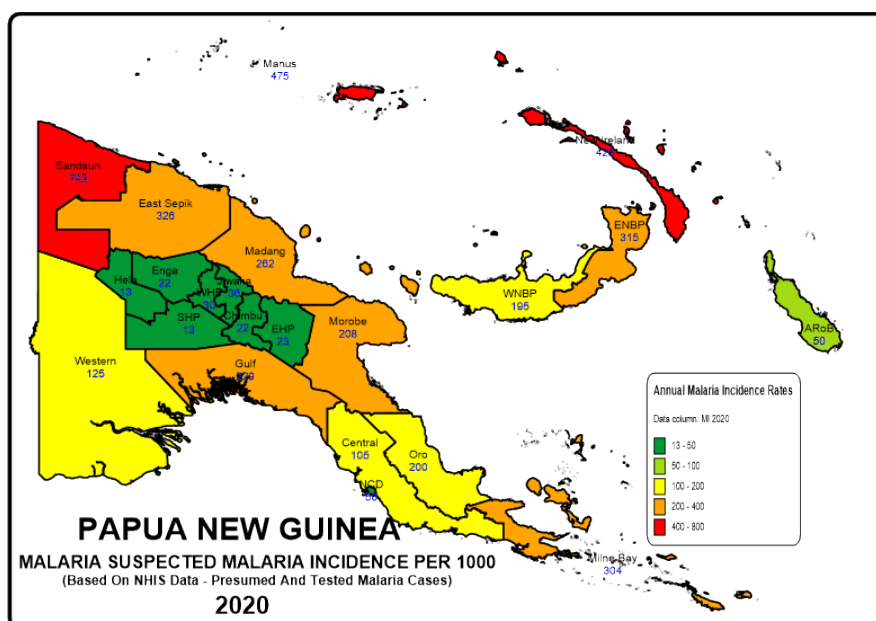 Manus
475
New Ireland
Sandaun
East Sepik
326
ENBP
315
Madang
262
Enga
22
Hela
13
Jiwaka
36
WHP
30
WNBP
195
SHP
13
Chimbu
22
EHP
23
Morobe
208
ARoB
50
Western
125
Gulf
Central
105
Oro
200
NCD
Milne Bay
304
Annual Malaria Incidence Rates
Data column: MI 2020
13 - 50
50 - 100
100 - 200
200 - 400
400 - 800
PAPUA NEW GUINEA
MALARIA SUSPECTED MALARIA INCIDENCE PER 1000
(Based On NHIS Data - Presumed And Tested Malaria Cases)
2020